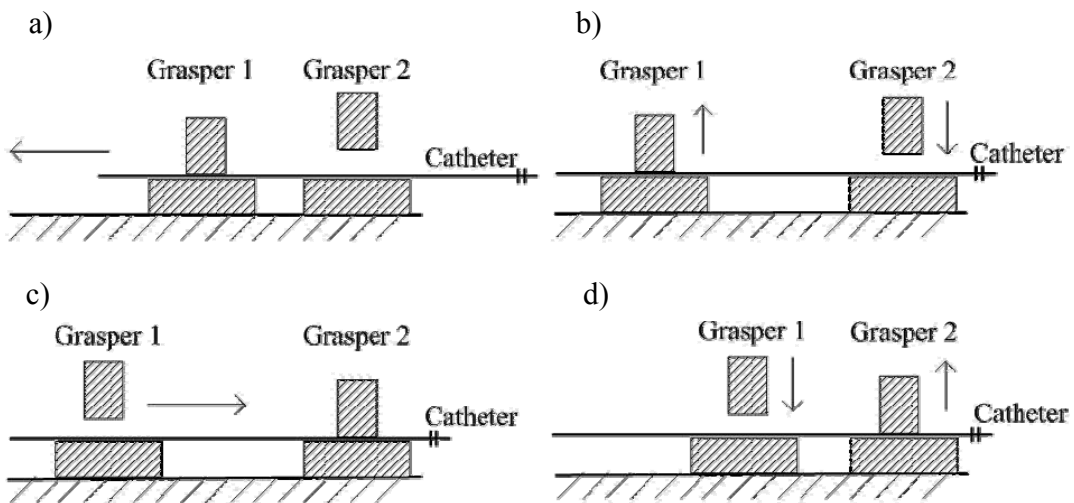 a)
Grasper 1 Grasper 2
Catheter
b)
Grasper 1 Grasper 2
Catheter
c)
Grasper 1 Grasper 2
Catheter
d)
Grasper 1 Grasper 2
Catheter